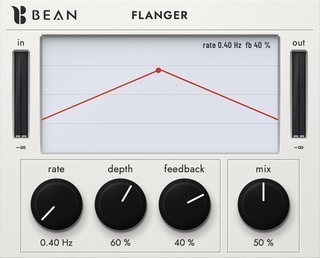 BEAN FLANGER
in
rate 0.40 Hz fb 40 %
out
-∞
-∞
rate depth feedback mix
0.40 Hz 60 % 40 % 50 %